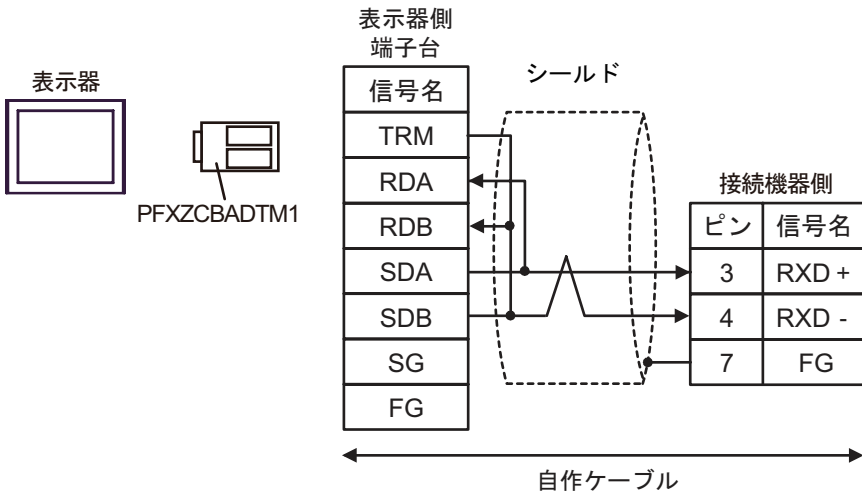 表示器
PFXZCBADTM1
表示器側
端子台
信号名
TRM
RDA
RDB
SDA
SDB
SG
FG
シールド
接続機器側
ピン 信号名
3 RXD +
4 RXD -
7 FG
自作ケーブル